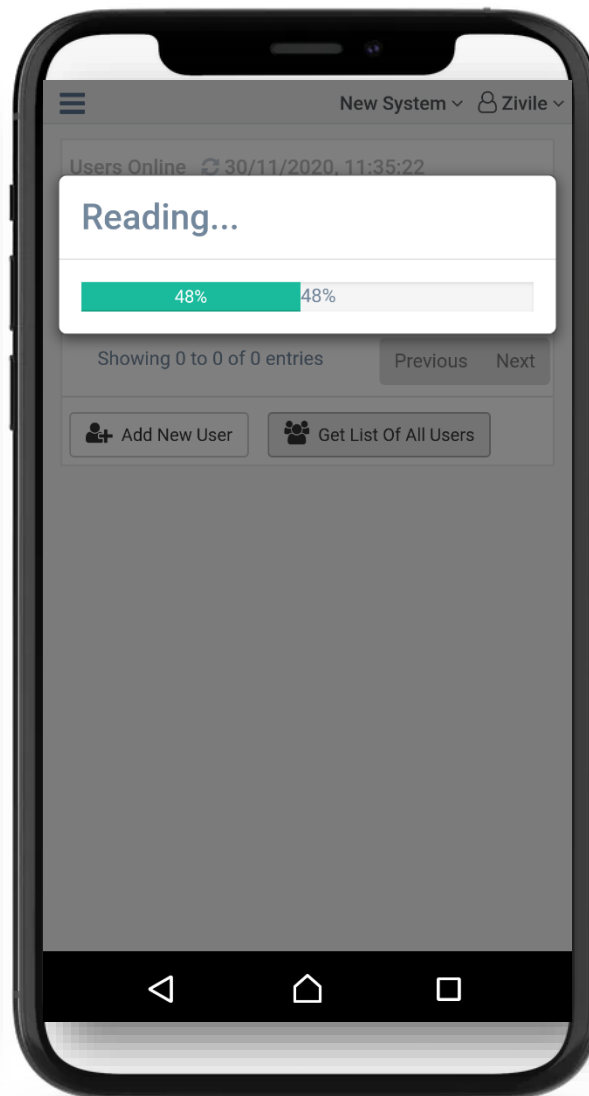 New System Zivile
Users Online 30/11/2020, 11:35:22
Reading...
48% 48%
Showing 0 to 0 of 0 entries Previous Next
Add New User Get List Of All Users